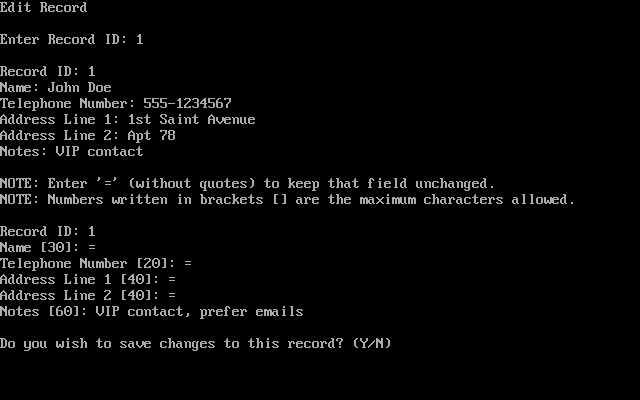 Edit Record
Enter Record ID: 1
Record ID: 1
Name: John Doe
Telephone Number: 555-1234567
Address Line 1: 1st Saint Avenue
Address Line 2: Apt 78
Notes: VIP contact
NOTE: Enter '=' (without quotes) to keep that field unchanged.
NOTE: Numbers written in brackets [] are the maximum characters allowed.
Record ID: 1
Name [30]: =
Telephone Number [20]: =
Address Line 1 [40]: =
Address Line 2 [40]: =
Notes [60]: VIP contact, prefer emails
Do you wish to save changes to this record? (Y/N)